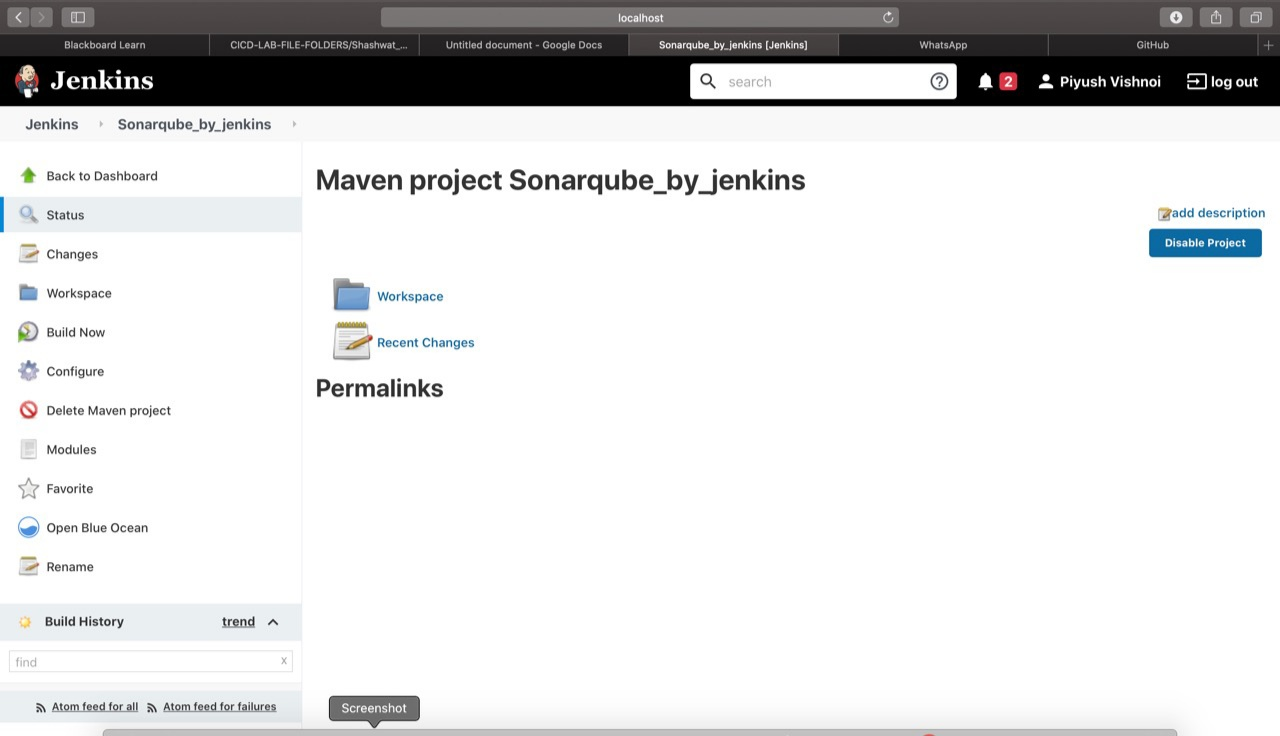 localhost
Blackboard Learn
CICD-LAB-FILE-FOLDERS/Shashwat_...
Untitled document - Google Docs
Sonarqube_by_jenkins [Jenkins]
WhatsApp
GitHub
Jenkins
search
2
Piyush Vishnoi
log out
Jenkins
Sonarqube_by_jenkins
Back to Dashboard
Status
Changes
Workspace
Build Now
Configure
Delete Maven project
Modules
Favorite
Open Blue Ocean
Rename
Build History
trend
find
x
Atom feed for all
Atom feed for failures
Maven project Sonarqube_by_jenkins
add description
Disable Project
Workspace
Recent Changes
Permalinks
Screenshot